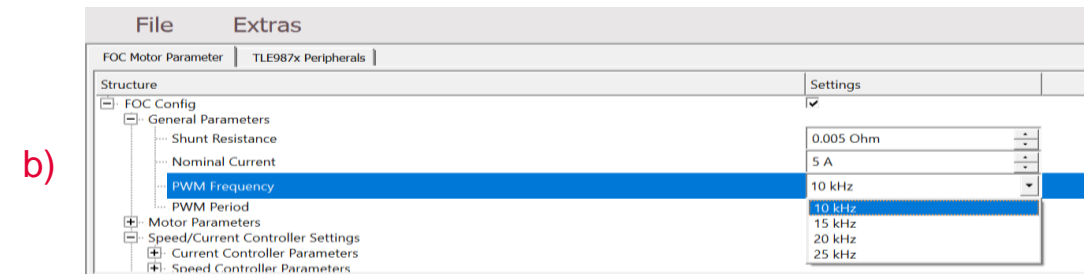 File Extras
FOC Motor Parameter TLE987x Peripherals
Structure Settings
FOC Config
General Parameters
Shunt Resistance 0.005 Ohm
Nominal Current 5 A
b)
PWM Frequency 10 kHz
PWM Period 10 kHz
Motor Parameters 15 kHz
Speed/Current Controller Settings 20 kHz
Current Controller Parameters 25 kHz
Speed Controller Parameters